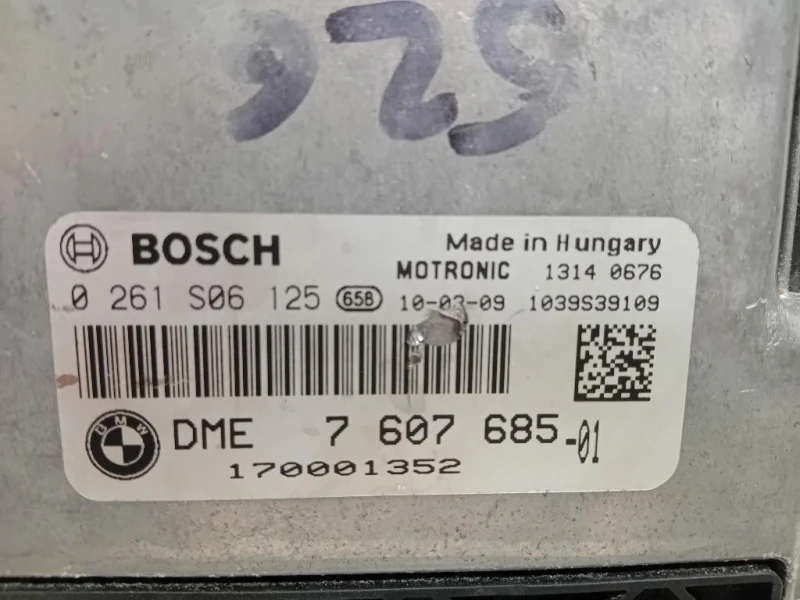 BOSCH
Made in Hungary
MOTRONIC 1314 0676
0 261 S06 125 658 10-03-09 1039S39109
BMW DME 7 607 685-01
170001352